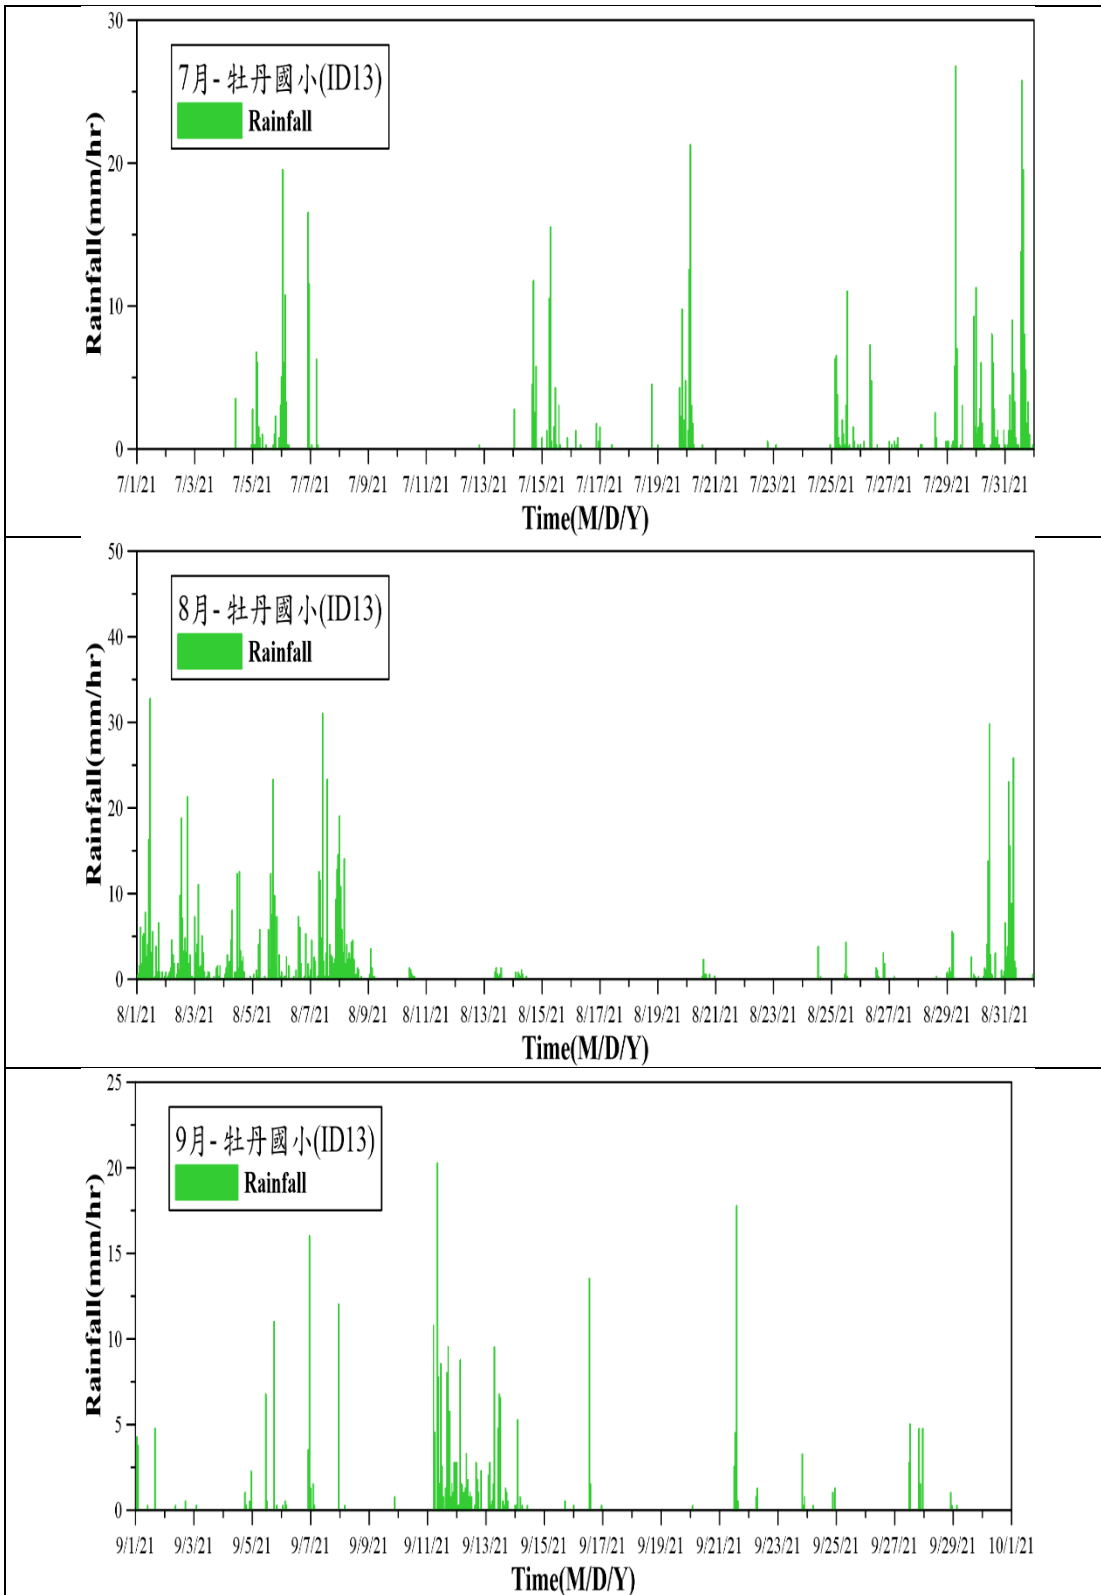 30
7月- 牡丹國小(ID13)
Rainfall
20
10
0
Rainfall(mm/hr)
7/1/21 7/3/21 7/5/21 7/7/21 7/9/21 7/11/21 7/13/21 7/15/21 7/17/21 7/19/21 7/21/21 7/23/21 7/25/21 7/27/21 7/29/21 7/31/21
Time(M/D/Y)
50
8月- 牡丹國小(ID13)
Rainfall
40
30
20
10
0
Rainfall(mm/hr)
8/1/21 8/3/21 8/5/21 8/7/21 8/9/21 8/11/21 8/13/21 8/15/21 8/17/21 8/19/21 8/21/21 8/23/21 8/25/21 8/27/21 8/29/21 8/31/21
Time(M/D/Y)
25
9月- 牡丹國小(ID13)
Rainfall
20
15
10
5
0
Rainfall(mm/hr)
9/1/21 9/3/21 9/5/21 9/7/21 9/9/21 9/11/21 9/13/21 9/15/21 9/17/21 9/19/21 9/21/21 9/23/21 9/25/21 9/27/21 9/29/21 10/1/21
Time(M/D/Y)